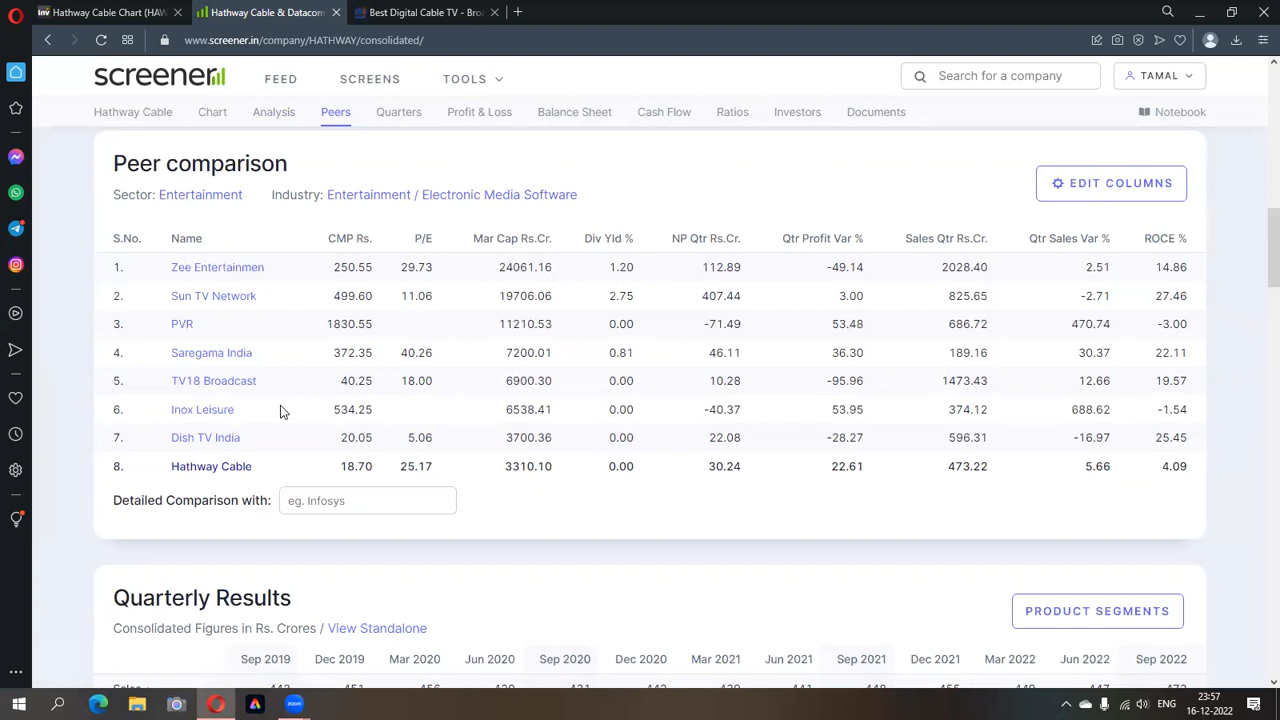 Hathway Cable Ltd (HAW
Hathway Cable & Datacom
Best Digital Cable TV - Bro
www.screener.in/company/HATHWAY/consolidated/
screener
FEED
SCREENS
TOOLS
Search for a company
TAMAL
Hathway Cable
Chart
Analysis
Peers
Quarters
Profit & Loss
Balance Sheet
Cash Flow
Ratios
Investors
Documents
Notebook
Peer comparison
Sector: Entertainment Industry: Entertainment / Electronic Media Software
EDIT COLUMNS
S.No. Name CMP Rs. P/E Mar Cap Rs.Cr. Div Yld % NP Qtr Rs.Cr. Qtr Profit Var % Sales Qtr Rs.Cr. Qtr Sales Var % ROCE %
1. Zee Entertainmen 250.55 29.73 24061.16 1.20 112.89 -49.14 2028.40 2.51 14.86
2. Sun TV Network 499.60 11.06 19706.06 2.75 407.44 3.00 825.65 -2.71 27.46
3. PVR 1830.55 11210.53 0.00 -71.49 53.48 686.72 470.74 -3.00
4. Saregama India 372.35 40.26 7200.01 0.81 46.11 36.30 189.16 30.37 22.11
5. TV18 Broadcast 40.25 18.00 6900.30 0.00 10.28 -95.96 1473.43 12.66 19.57
6. Inox Leisure 534.25 6538.41 0.00 -40.37 53.95 374.12 688.62 -1.54
7. Dish TV India 20.05 5.06 3700.36 0.00 22.08 -28.27 596.31 -16.97 25.45
8. Hathway Cable 18.70 25.17 3310.10 0.00 30.24 22.61 473.22 5.66 4.09
Detailed Comparison with: eg. Infosys
Quarterly Results
Consolidated Figures in Rs. Crores / View Standalone
PRODUCT SEGMENTS
Sep 2019 Dec 2019 Mar 2020 Jun 2020 Sep 2020 Dec 2020 Mar 2021 Jun 2021 Sep 2021 Dec 2021 Mar 2022 Jun 2022 Sep 2022
zoom
ENG
23:57
16-12-2022